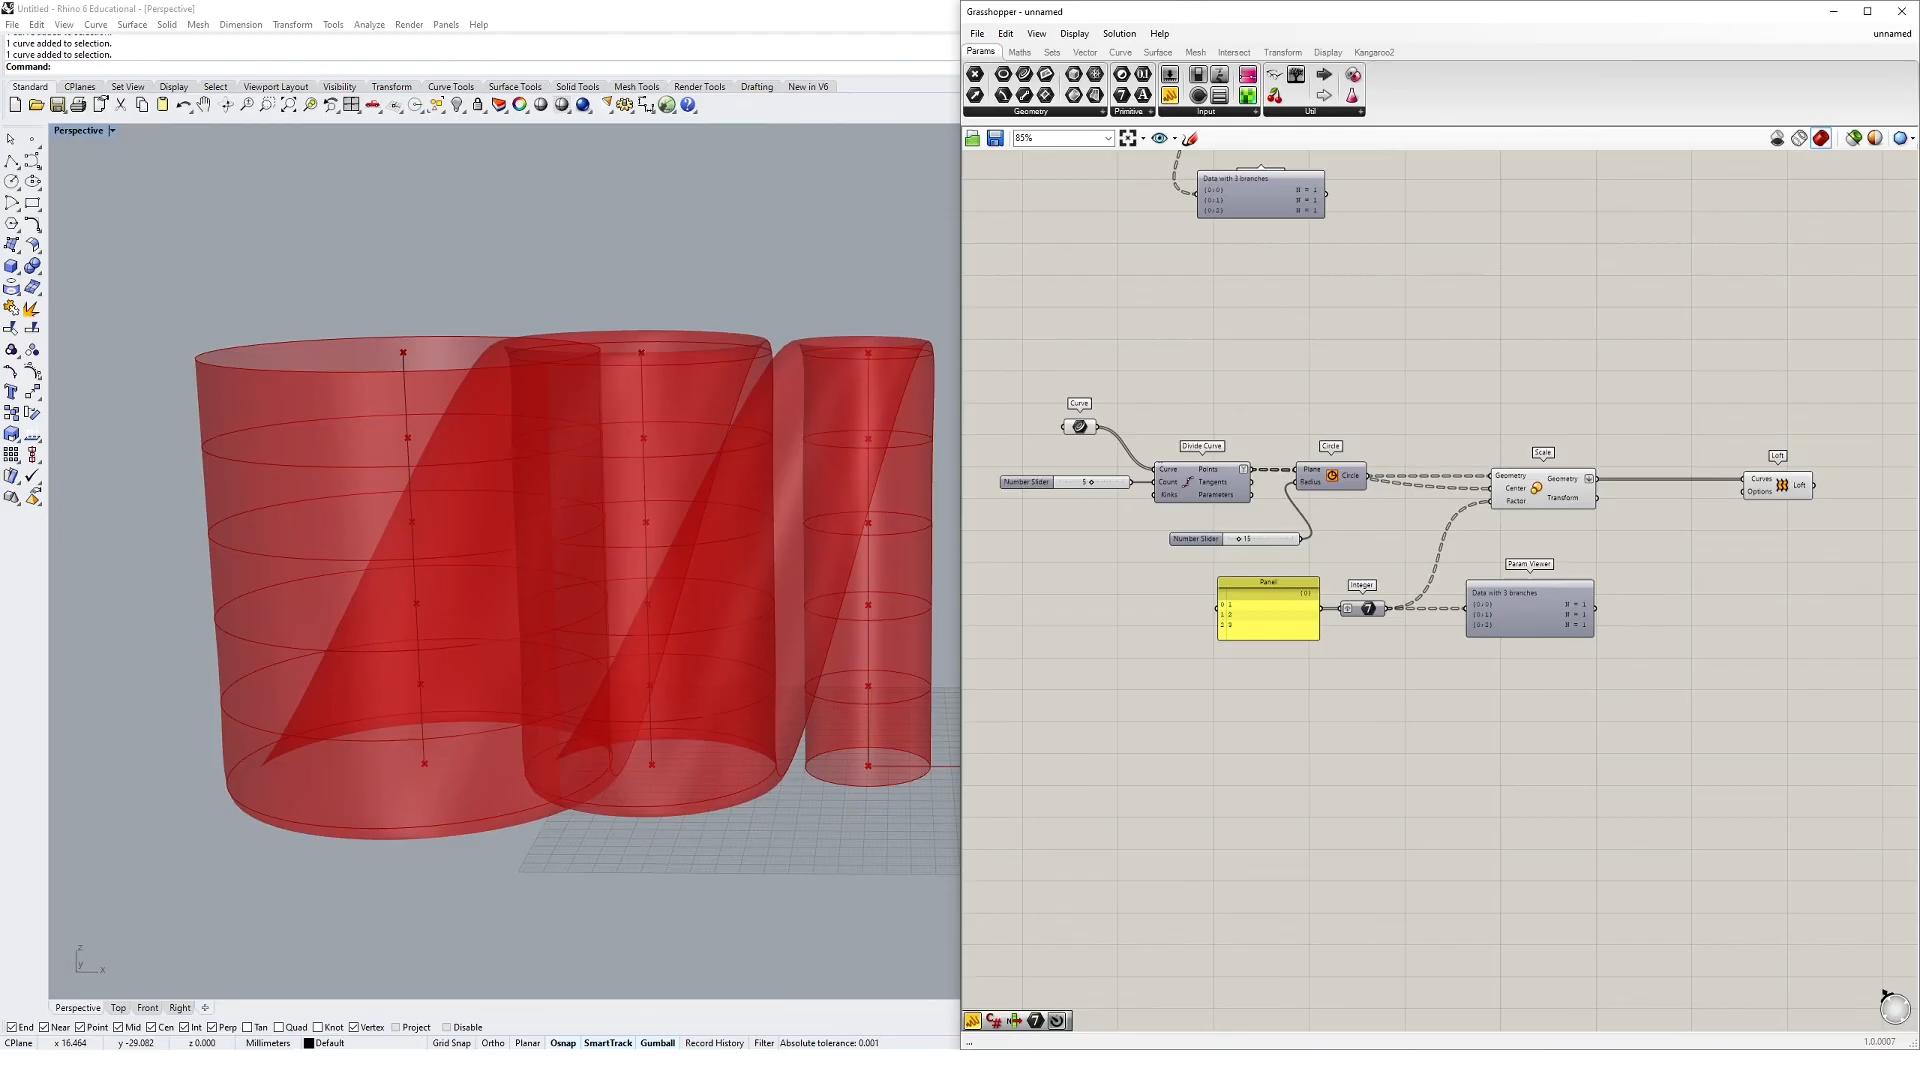 Untitled - Rhino 6 Educational - [Perspective]
File Edit View Curve Surface Solid Mesh Dimension Transform Tools Analyze Render Panels Help
1 curve added to selection.
1 curve added to selection.
Command:
Standard CPlanes Set View Display Select Viewport Layout Visibility Transform Curve Tools Surface Tools Solid Tools Mesh Tools Render Tools Drafting New in V6
Perspective
z
y
x
Perspective Top Front Right
End Near Point Mid Cen Int Perp Tan Quad Knot Vertex Project Disable
CPlane x 16.464 y -29.082 z 0.000 Millimeters Default Grid Snap Ortho Planar Osnap SmartTrack Gumball Record History Filter Absolute tolerance: 0.001
Grasshopper - unnamed
File Edit View Display Solution Help unnamed
Params Maths Sets Vector Curve Surface Mesh Intersect Transform Display Kangaroo2
Geometry Primitive Input Util
85%
Data with 3 branches
{0;0} N = 1
{0;1} N = 1
{0;2} N = 1
Curve
Divide Curve
Curve Points
Count Tangents
Kinks Parameters
Number Slider 5
Circle
Plane Circle
Radius
Number Slider 15
Scale
Geometry Geometry
Center Transform
Factor
Loft
Curves Loft
Options
Panel
{0}
0 1
1 2
2 3
Integer
Param Viewer
Data with 3 branches
{0;0} N = 1
{0;1} N = 1
{0;2} N = 1
...
1.0.0007